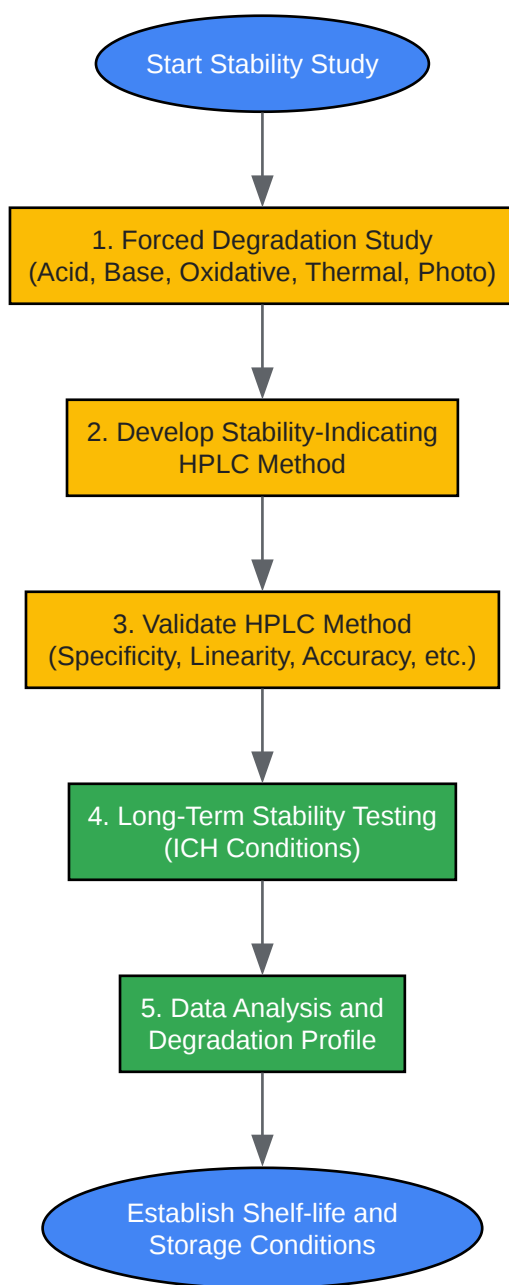 Start Stability Study
1. Forced Degradation Study
(Acid, Base, Oxidative, Thermal, Photo)
2. Develop Stability-Indicating
HPLC Method
3. Validate HPLC Method
(Specificity, Linearity, Accuracy, etc.)
4. Long-Term Stability Testing
(ICH Conditions)
5. Data Analysis and
Degradation Profile
Establish Shelf-life and
Storage Conditions